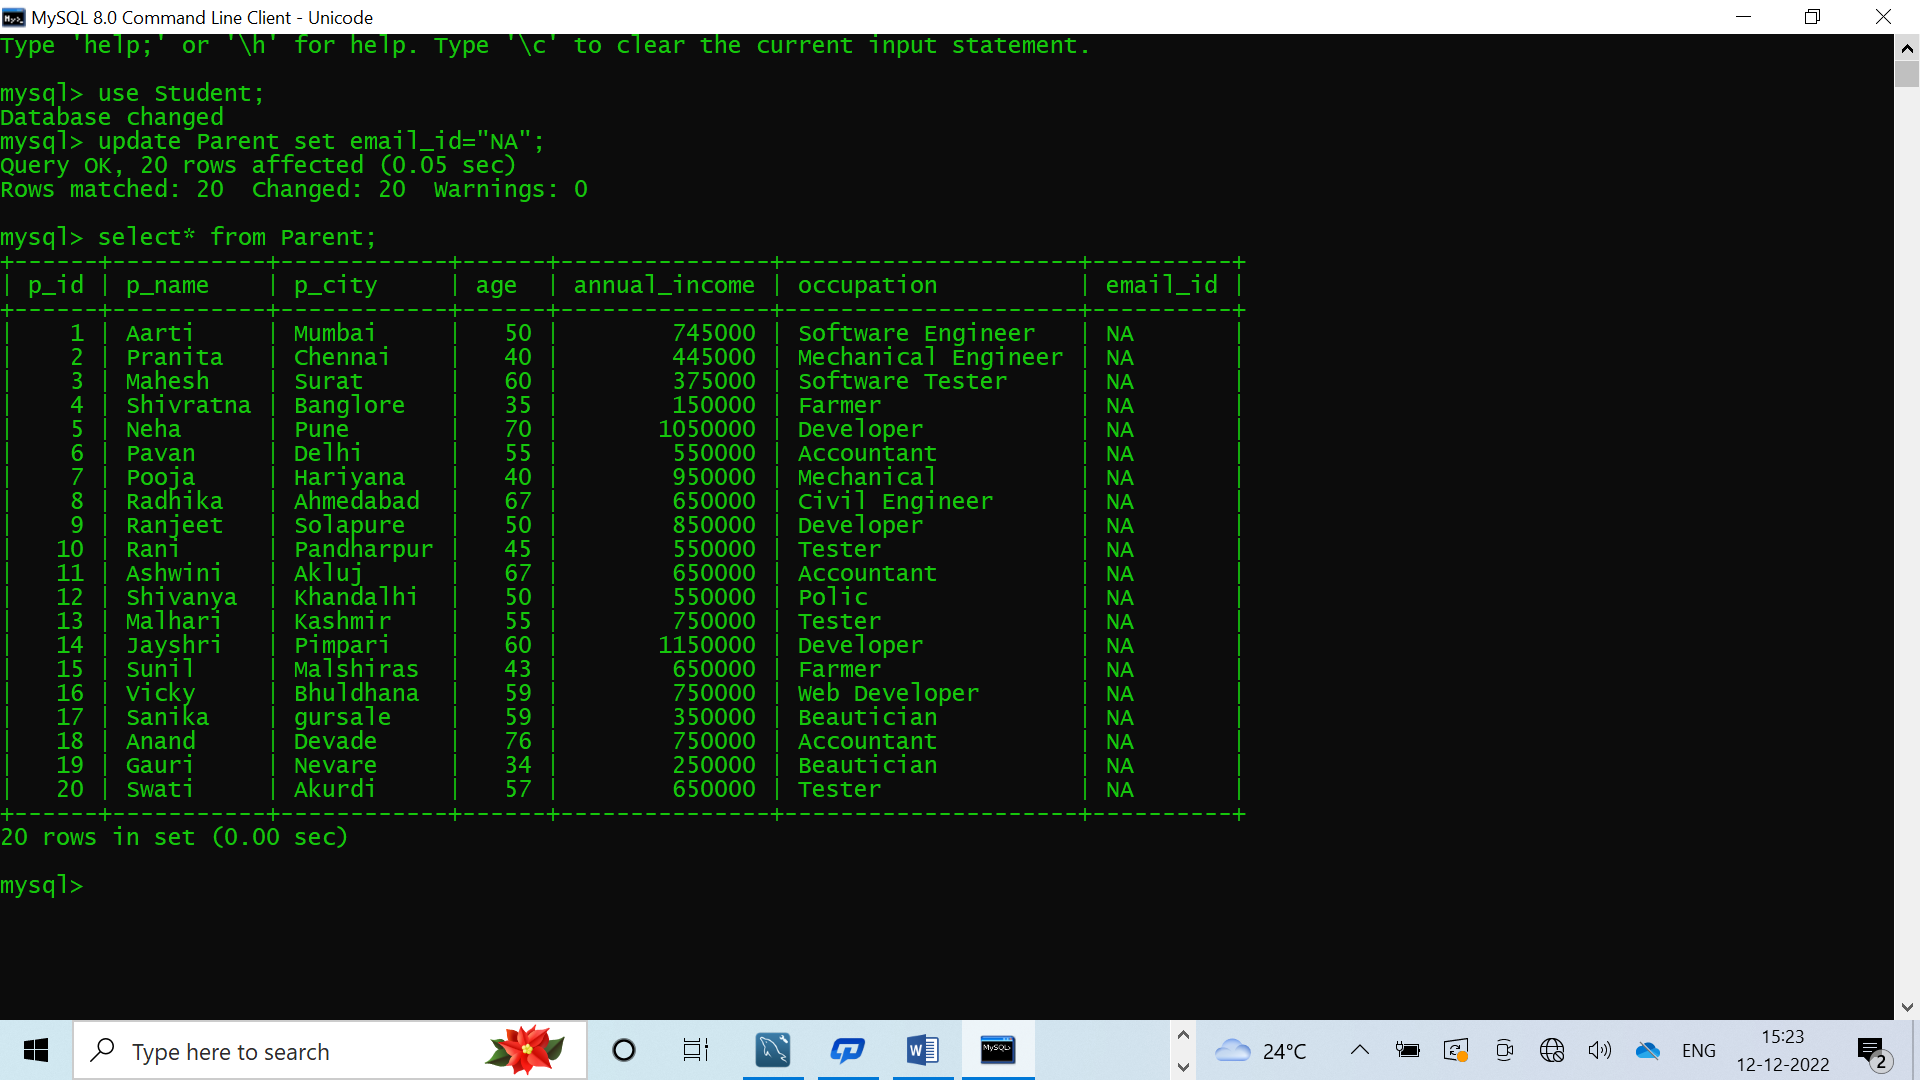 MySQL 8.0 Command Line Client - Unicode
Type 'help;' or '\h' for help. Type '\c' to clear the current input statement.
mysql> use Student;
Database changed
mysql> update Parent set email_id="NA";
Query OK, 20 rows affected (0.05 sec)
Rows matched: 20  Changed: 20  Warnings: 0
mysql> select* from Parent;
+------+-----------+------------+------+---------------+---------------------+----------+
| p_id | p_name    | p_city     | age  | annual_income | occupation          | email_id |
+------+-----------+------------+------+---------------+---------------------+----------+
|    1 | Aarti     | Mumbai     |   50 |        745000 | Software Engineer   | NA       |
|    2 | Pranita   | Chennai    |   40 |        445000 | Mechanical Engineer | NA       |
|    3 | Mahesh    | Surat      |   60 |        375000 | Software Tester     | NA       |
|    4 | Shivratna | Banglore   |   35 |        150000 | Farmer              | NA       |
|    5 | Neha      | Pune       |   70 |       1050000 | Developer           | NA       |
|    6 | Pavan     | Delhi      |   55 |        550000 | Accountant          | NA       |
|    7 | Pooja     | Hariyana   |   40 |        950000 | Mechanical          | NA       |
|    8 | Radhika   | Ahmedabad  |   67 |        650000 | Civil Engineer      | NA       |
|    9 | Ranjeet   | Solapure   |   50 |        850000 | Developer           | NA       |
|   10 | Rani      | Pandharpur |   45 |        550000 | Tester              | NA       |
|   11 | Ashwini   | Akluj      |   67 |        650000 | Accountant          | NA       |
|   12 | Shivanya  | Khandalhi  |   50 |        550000 | Polic               | NA       |
|   13 | Malhari   | Kashmir    |   55 |        750000 | Tester              | NA       |
|   14 | Jayshri   | Pimpari    |   60 |       1150000 | Developer           | NA       |
|   15 | Sunil     | Malshiras  |   43 |        650000 | Farmer              | NA       |
|   16 | Vicky     | Bhuldhana  |   59 |        750000 | Web Developer       | NA       |
|   17 | Sanika    | gursale    |   59 |        350000 | Beautician          | NA       |
|   18 | Anand     | Devade     |   76 |        750000 | Accountant          | NA       |
|   19 | Gauri     | Nevare     |   34 |        250000 | Beautician          | NA       |
|   20 | Swati     | Akurdi     |   57 |        650000 | Tester              | NA       |
+------+-----------+------------+------+---------------+---------------------+----------+
20 rows in set (0.00 sec)
mysql>
Type here to search
W
MySQL>
24°C
ENG
15:23
12-12-2022
2